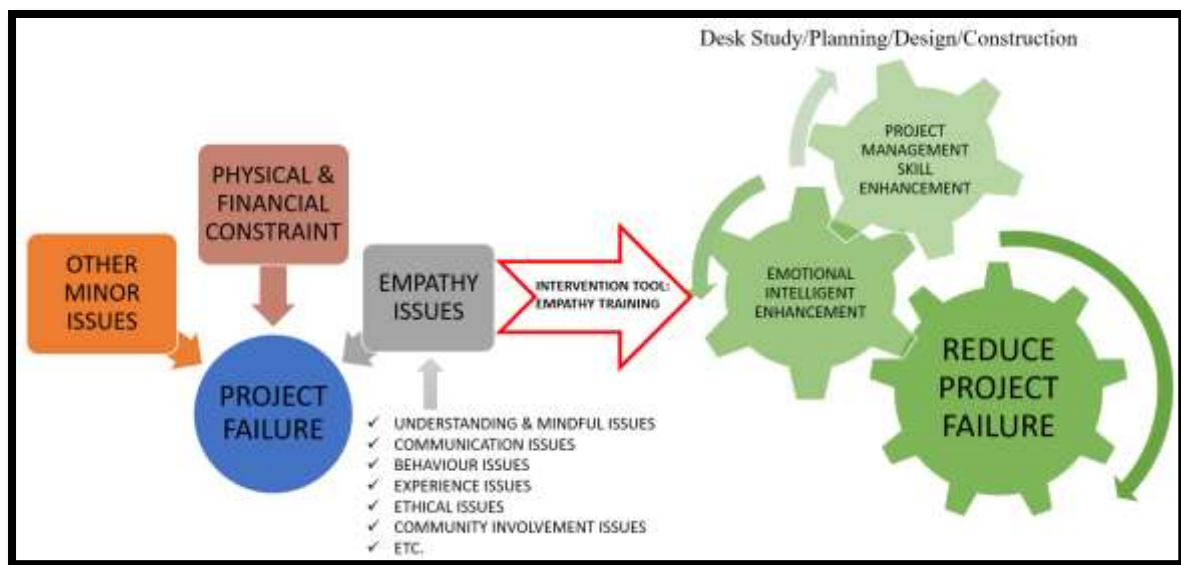 Desk Study/Planning/Design/Construction
PROJECT
MANAGEMENT
SKILL
ENHANCEMENT
PHYSICAL &
FINANCIAL
CONSTRAINT
OTHER
MINOR
ISSUES
EMPATHY
ISSUES
INTERVENTION TOOL:
EMPATHY TRAINING
EMOTIONAL
INTELLIGENT
ENHANCEMENT
PROJECT
FAILURE
REDUCE
PROJECT
FAILURE
✓ UNDERSTANDING & MINDFUL ISSUES
✓ COMMUNICATION ISSUES
✓ BEHAVIOUR ISSUES
✓ EXPERIENCE ISSUES
✓ ETHICAL ISSUES
✓ COMMUNITY INVOLVEMENT ISSUES
✓ ETC.